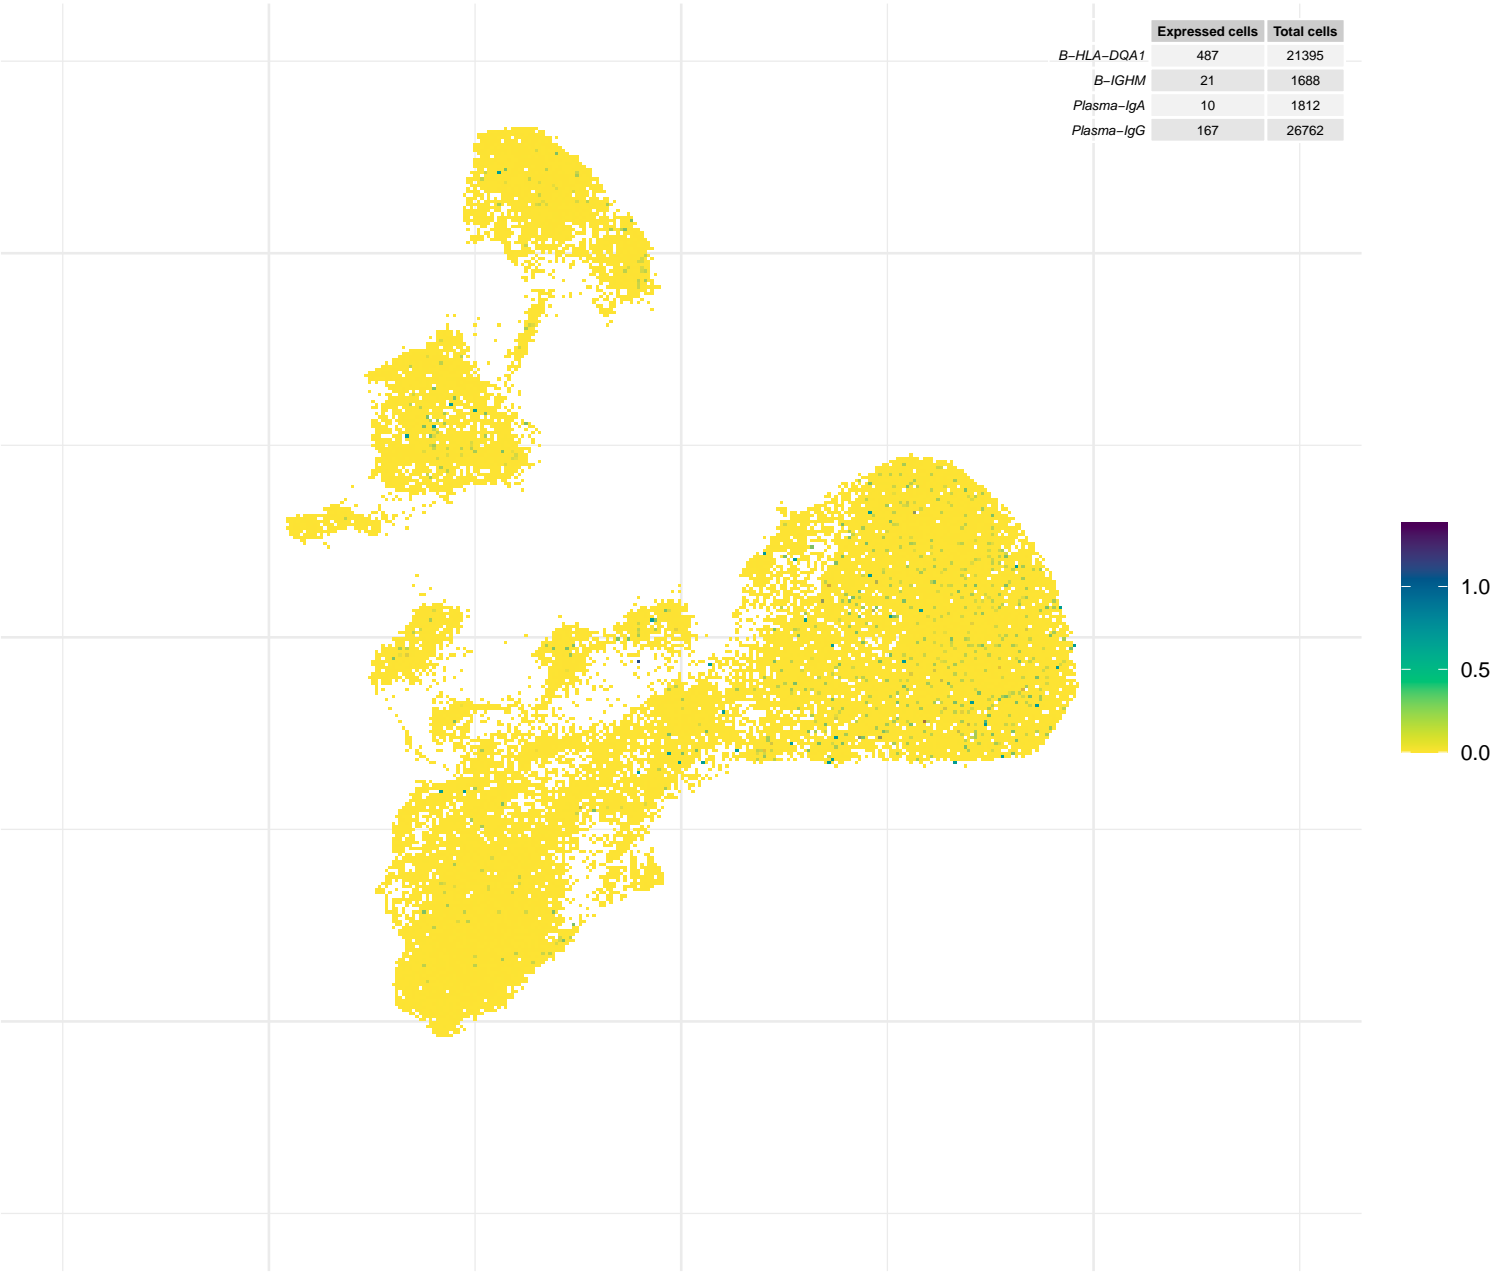 Expressed cells Total cells
B−HLA−DQA1 487 21395
B−IGHM 21 1688
Plasma−IgA 10 1812
Plasma−IgG 167 26762
1.0
0.5
0.0